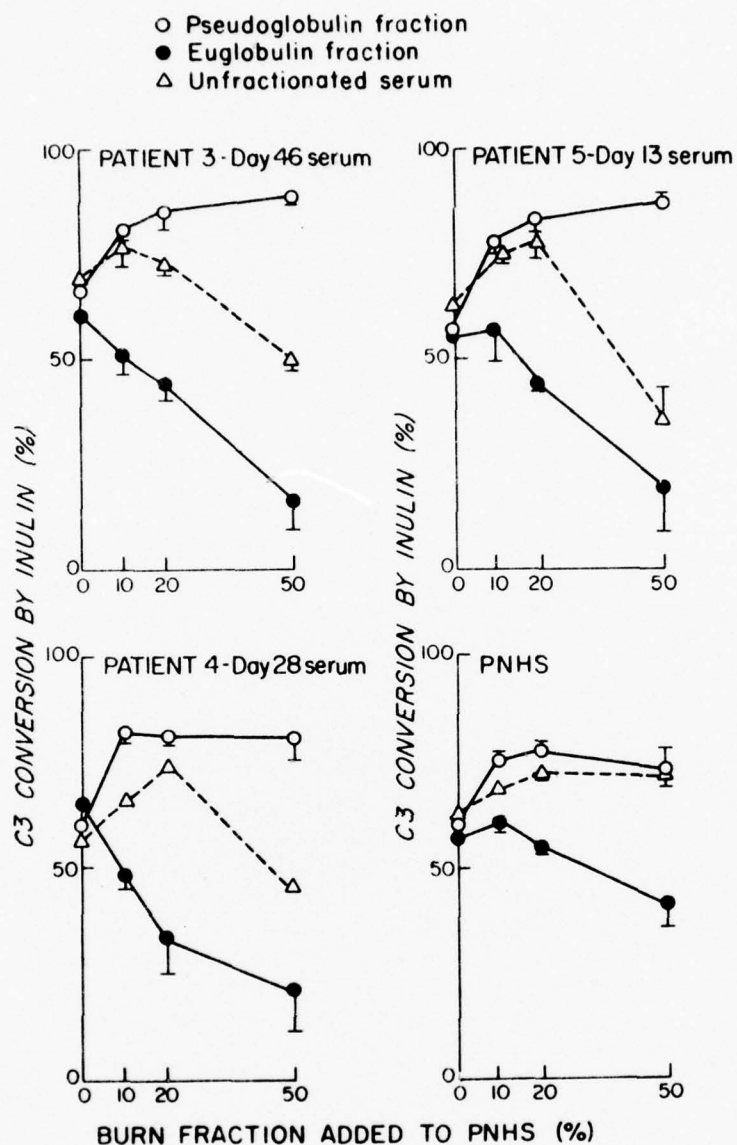 ○ Pseudoglobulin fraction
● Euglobulin fraction
△ Unfractionated serum
100
PATIENT 3 - Day 46 serum
50
0
0 10 20 50
100
PATIENT 5 - Day 13 serum
50
0
0 10 20 50
C3 CONVERSION BY INULIN (%)
C3 CONVERSION BY INULIN (%)
100
PATIENT 4 - Day 28 serum
50
0
0 10 20 50
100
PNHS
50
0
0 10 20 50
BURN FRACTION ADDED TO PNHS (%)